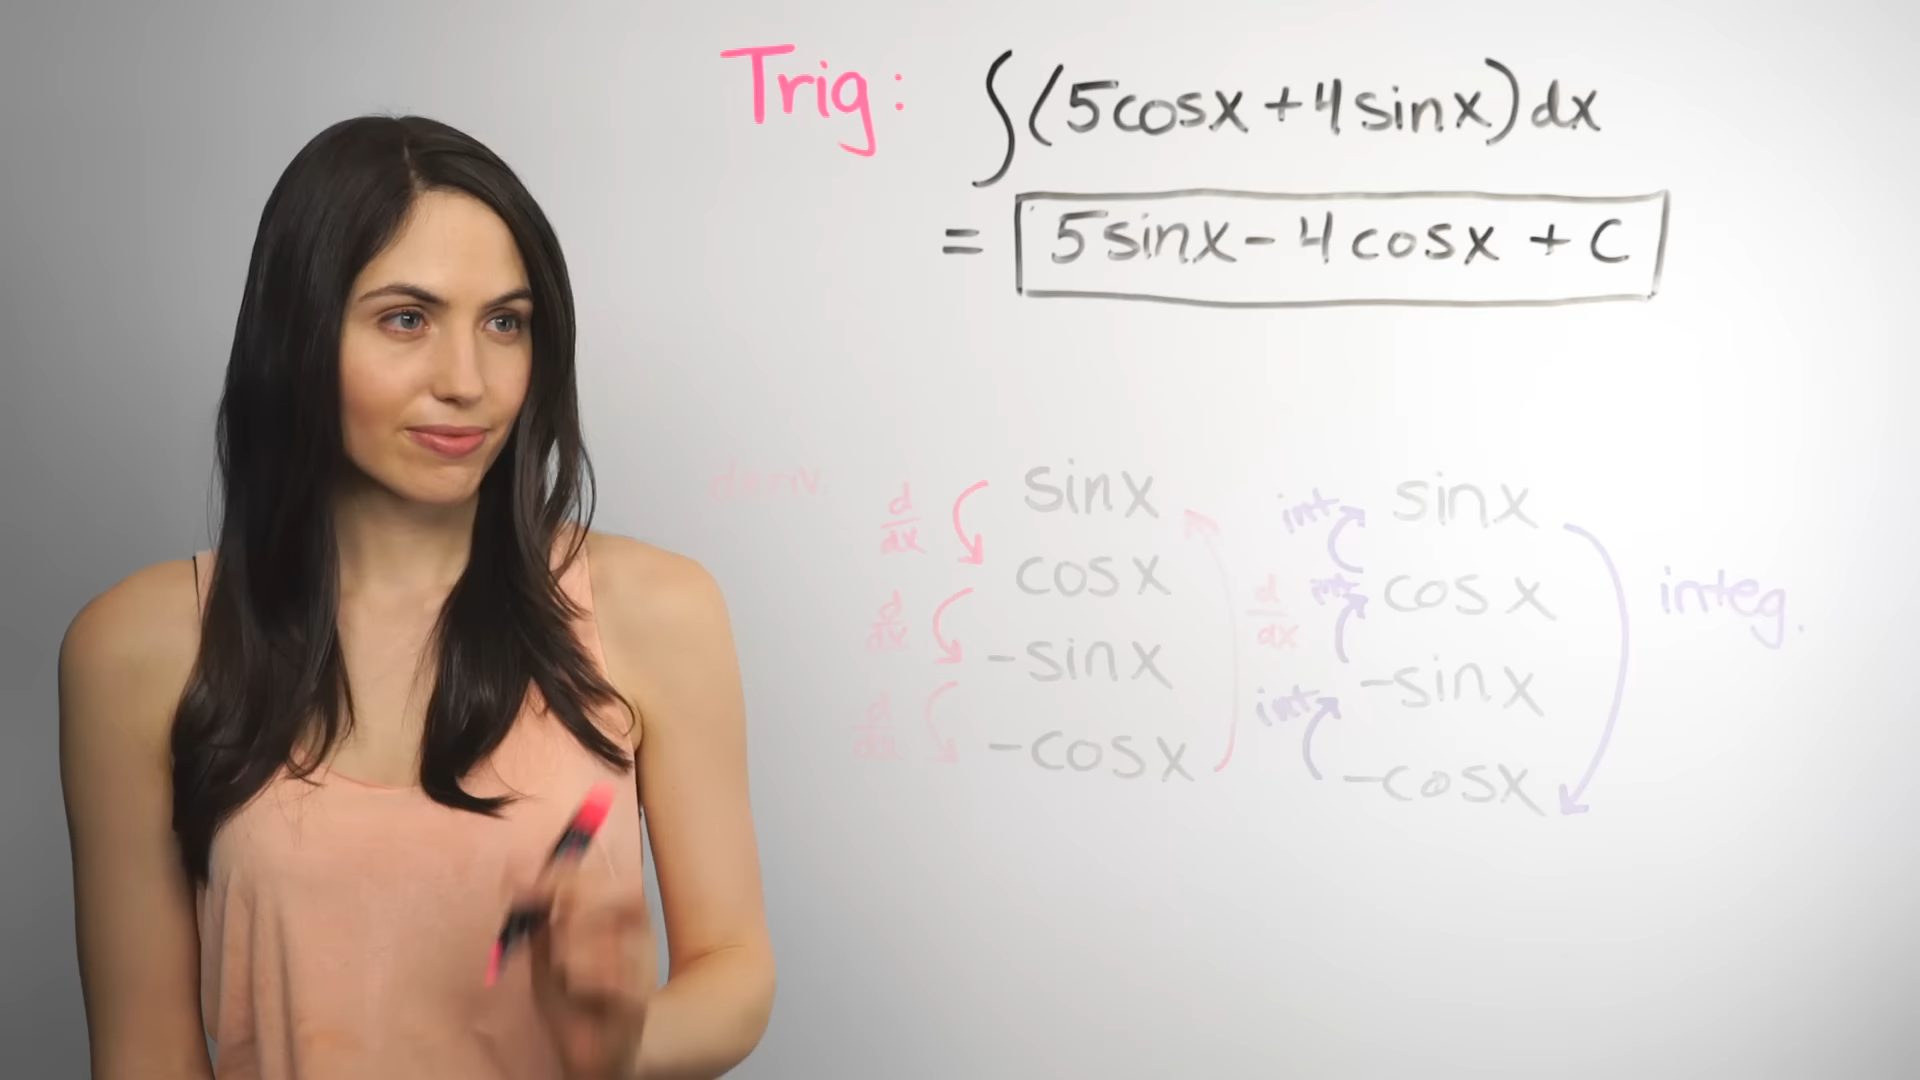 Trig: ∫(5cosx+4sinx)dx
= 5sinx-4cosx+C
deriv.
d/dx sinx int sinx
cosx d/dx int cosx integ.
d/dx -sinx -sinx
d/dx -cosx int -cosx